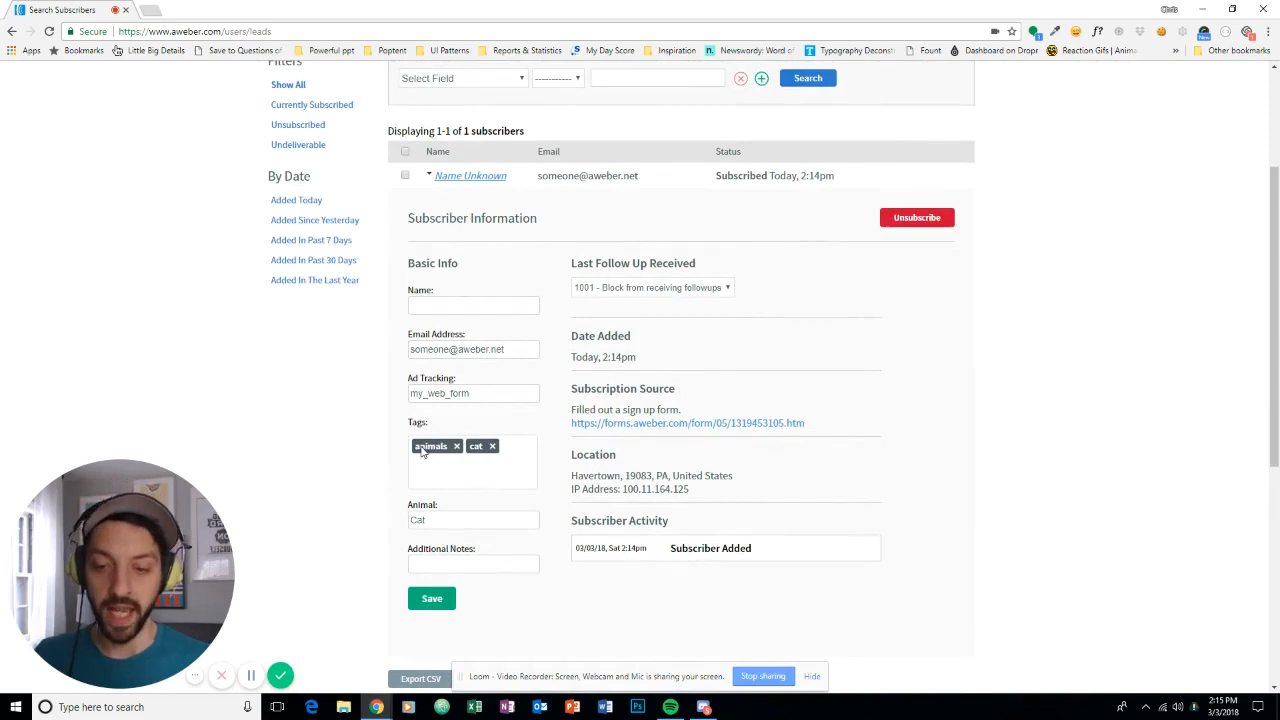 Search Subscribers
Chris
Secure https://www.aweber.com/users/leads
Apps Bookmarks Little Big Details Powerful ppt Poptent UI Patterns Quotes & Statistics My Day Score Inspiration Newswordy: Word of Typography Deconst Fount Dashboard on Dropr Reaction Gifs | Anima » Other bookmarks
Filters
Show All
Currently Subscribed
Unsubscribed
Undeliverable
By Date
Added Today
Added Since Yesterday
Added In Past 7 Days
Added In Past 30 Days
Added In The Last Year
Select Field ----------- Search
Displaying 1-1 of 1 subscribers
Name Email Status
Name Unknown someone@aweber.net Subscribed Today, 2:14pm
Subscriber Information Unsubscribe
Basic Info
Name:
Email Address:
someone@aweber.net
Ad Tracking:
my_web_form
Tags:
animals × cat ×
Animal:
Cat
Additional Notes:
Save
Last Follow Up Received
1001 - Block from receiving followups
Date Added
Today, 2:14pm
Subscription Source
Filled out a sign up form.
https://forms.aweber.com/form/05/1319453105.htm
Location
Havertown, 19083, PA, United States
IP Address: 100.11.164.125
Subscriber Activity
03/03/18, Sat 2:14pm Subscriber Added
Export CSV
Loom - Video Recorder: Screen, Webcam and Mic is sharing your screen. Stop sharing Hide
Type here to search
2:15 PM
3/3/2018